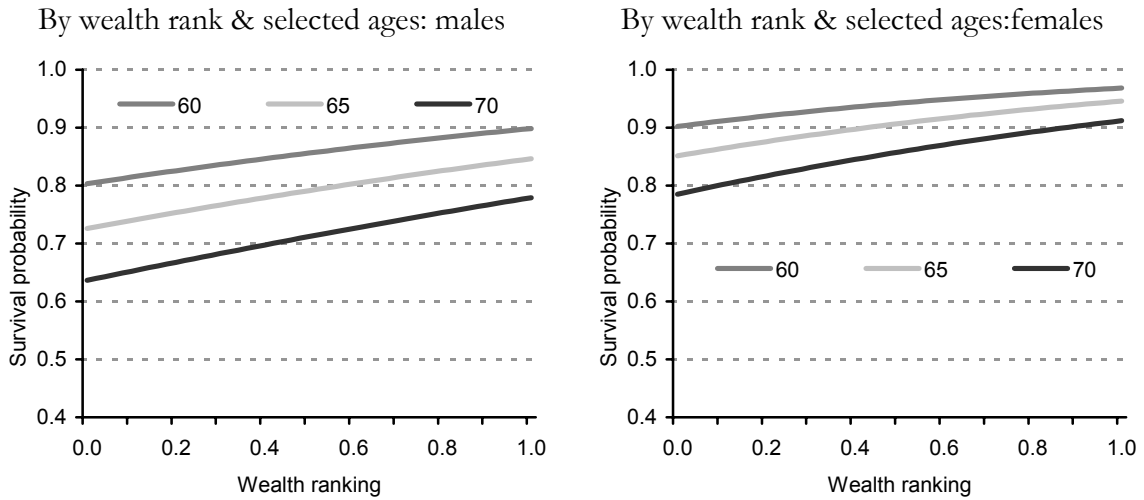 By wealth rank & selected ages: males
1.0
60 65 70
0.9
0.8
0.7
0.6
0.5
0.4
Survival probability
0.0 0.2 0.4 0.6 0.8 1.0
Wealth ranking
By wealth rank & selected ages:females
1.0
0.9
0.8
0.7
60 65 70
0.6
0.5
0.4
Survival probability
0.0 0.2 0.4 0.6 0.8 1.0
Wealth ranking